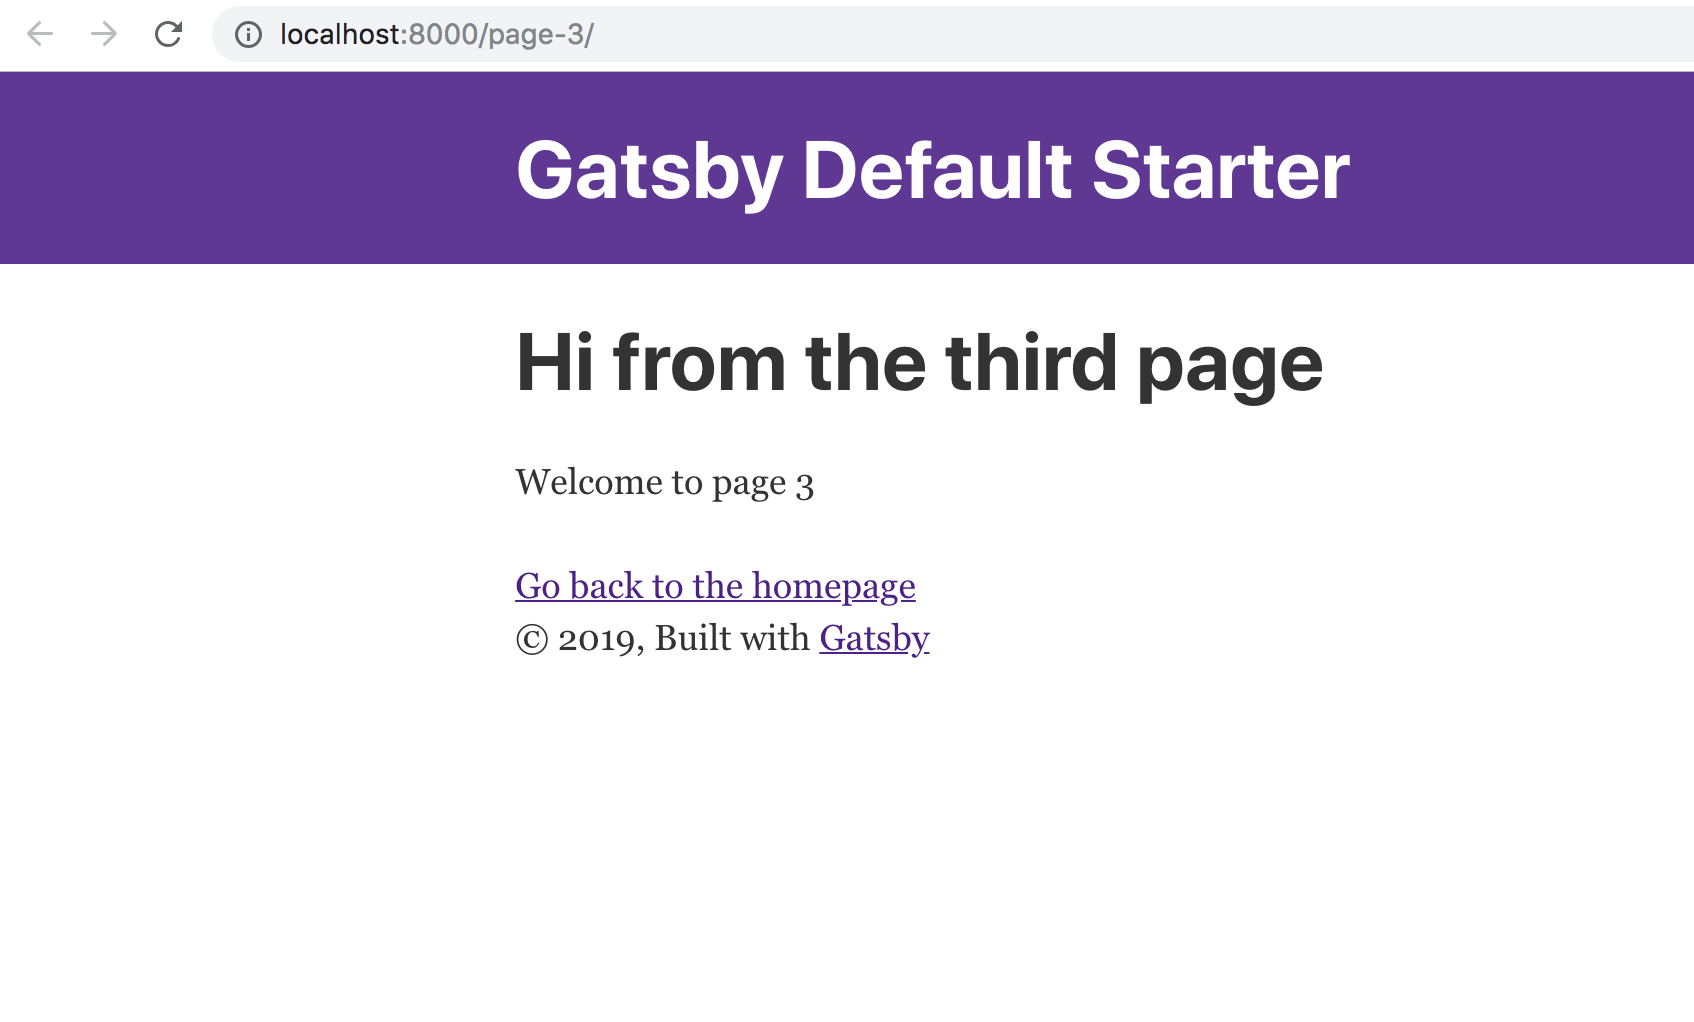 localhost:8000/page-3/
Gatsby Default Starter
Hi from the third page
Welcome to page 3
Go back to the homepage
© 2019, Built with Gatsby